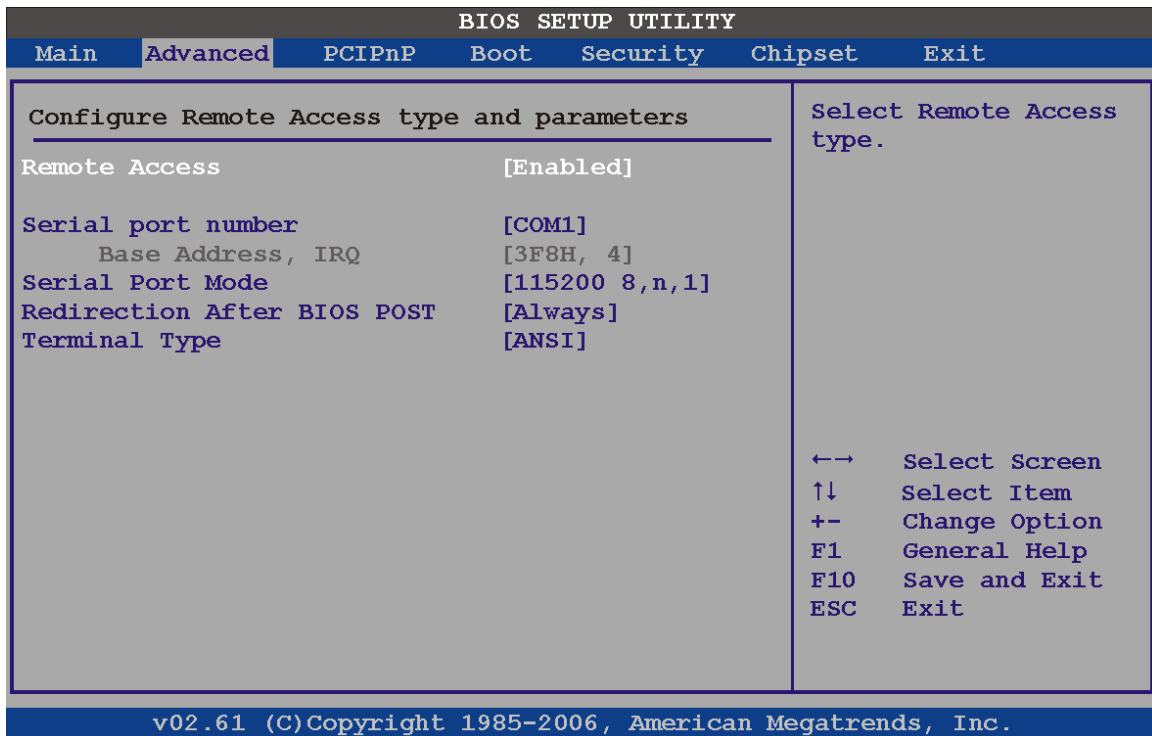 BIOS SETUP UTILITY
Main Advanced PCIPnP Boot Security Chipset Exit
Configure Remote Access type and parameters
Remote Access [Enabled]
Serial port number [COM1]
Base Address, IRQ [3F8H, 4]
Serial Port Mode [115200 8,n,1]
Redirection After BIOS POST [Always]
Terminal Type [ANSI]
Select Remote Access
type.
←→ Select Screen
↑↓ Select Item
+- Change Option
F1 General Help
F10 Save and Exit
ESC Exit
v02.61 (C)Copyright 1985-2006, American Megatrends, Inc.